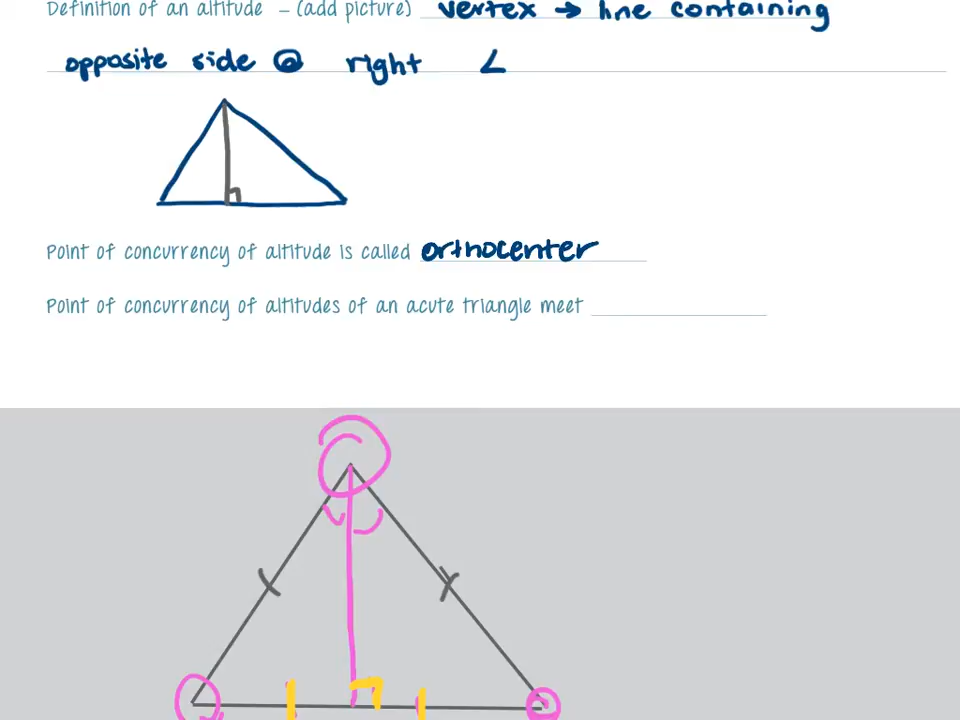 Definition of an altitude – (add picture) vertex → line containing
opposite side @ right ∠
Point of concurrency of altitude is called orthocenter
Point of concurrency of altitudes of an acute triangle meet